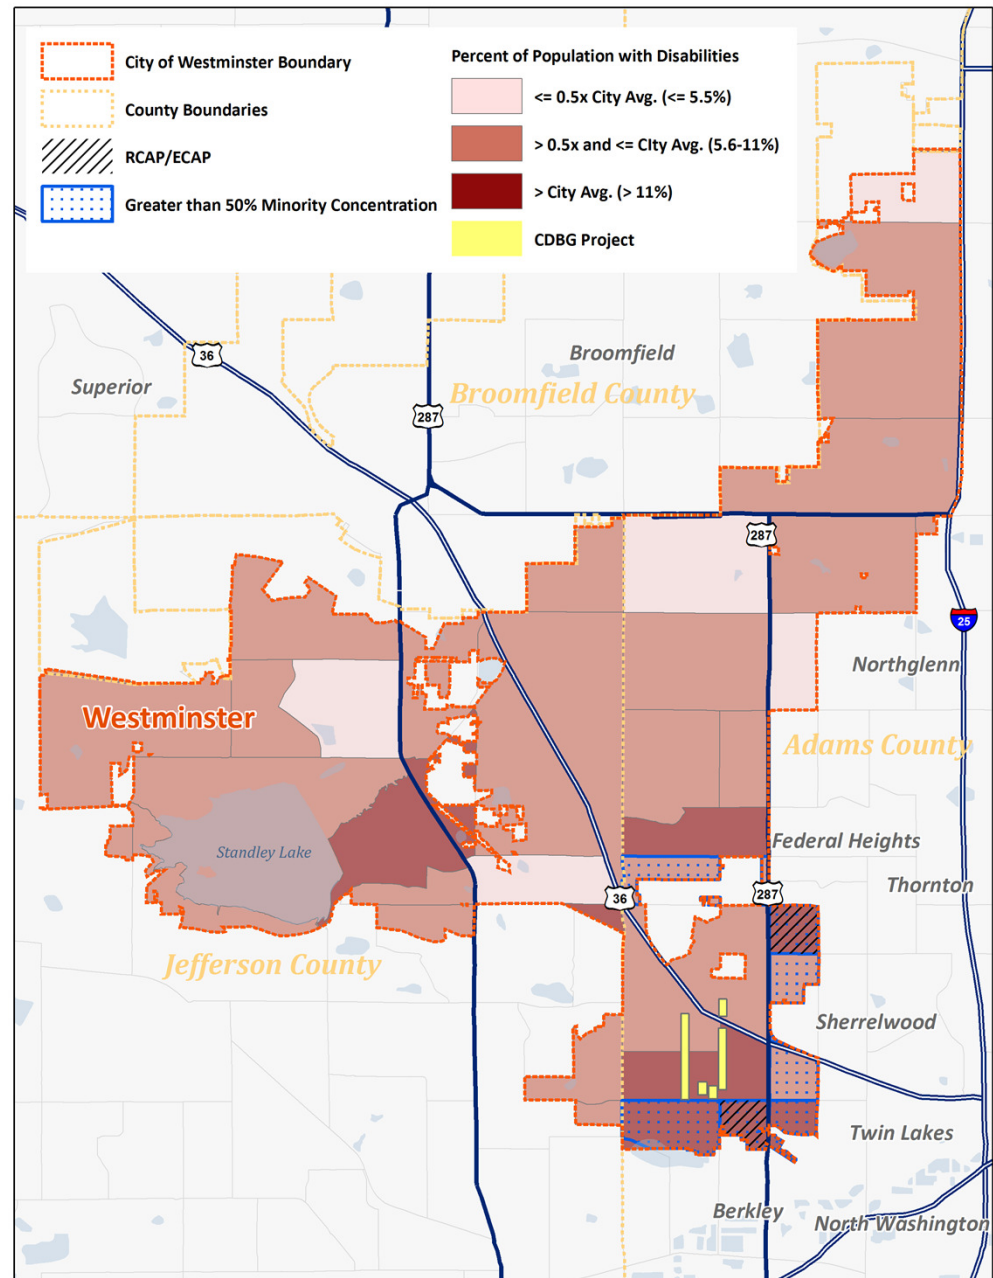 City of Westminster Boundary
County Boundaries
RCAP/ECAP
Greater than 50% Minority Concentration
Percent of Population with Disabilities
<= 0.5x City Avg. (<= 5.5%)
> 0.5x and <= CIty Avg. (5.6-11%)
> City Avg. (> 11%)
CDBG Project
36
Superior
Broomfield
Broomfield County
287
287
25
Northglenn
Westminster
Adams County
Standley Lake
Federal Heights
Thornton
36
287
Jefferson County
Sherrelwood
Twin Lakes
Berkley
North Washington